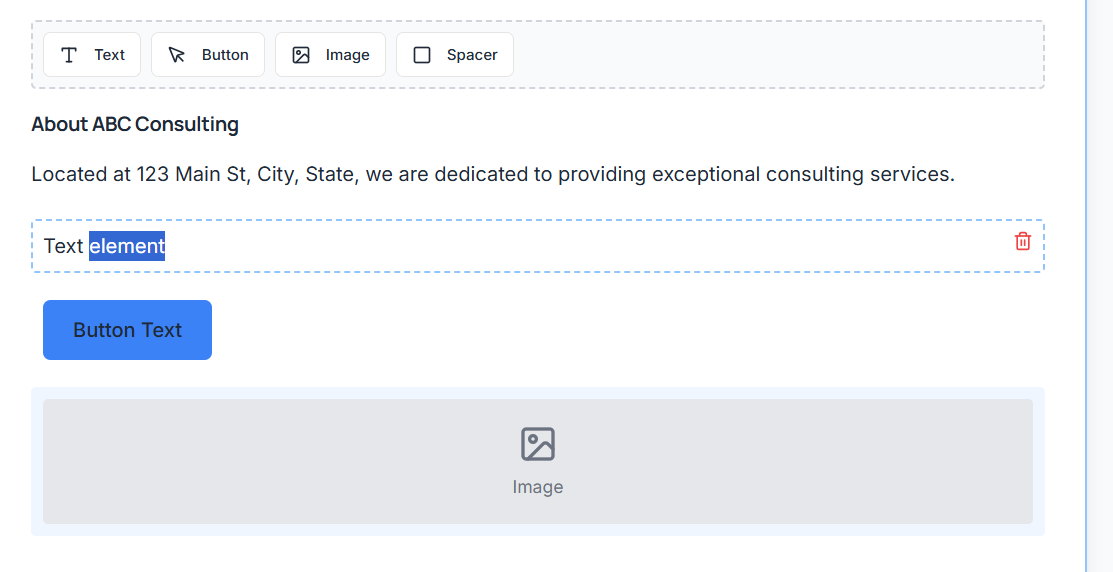 Text
Button
Image
Spacer
About ABC Consulting
Located at 123 Main St, City, State, we are dedicated to providing exceptional consulting services.
Text element
Button Text
Image